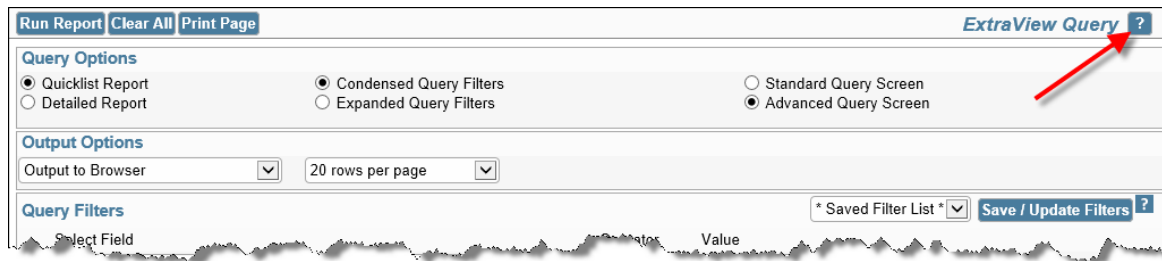 Run Report Clear All Print Page ExtraView Query ?
Query Options
Quicklist Report Condensed Query Filters Standard Query Screen
Detailed Report Expanded Query Filters Advanced Query Screen
Output Options
Output to Browser 20 rows per page
Query Filters * Saved Filter List * Save / Update Filters ?
Select Field Value